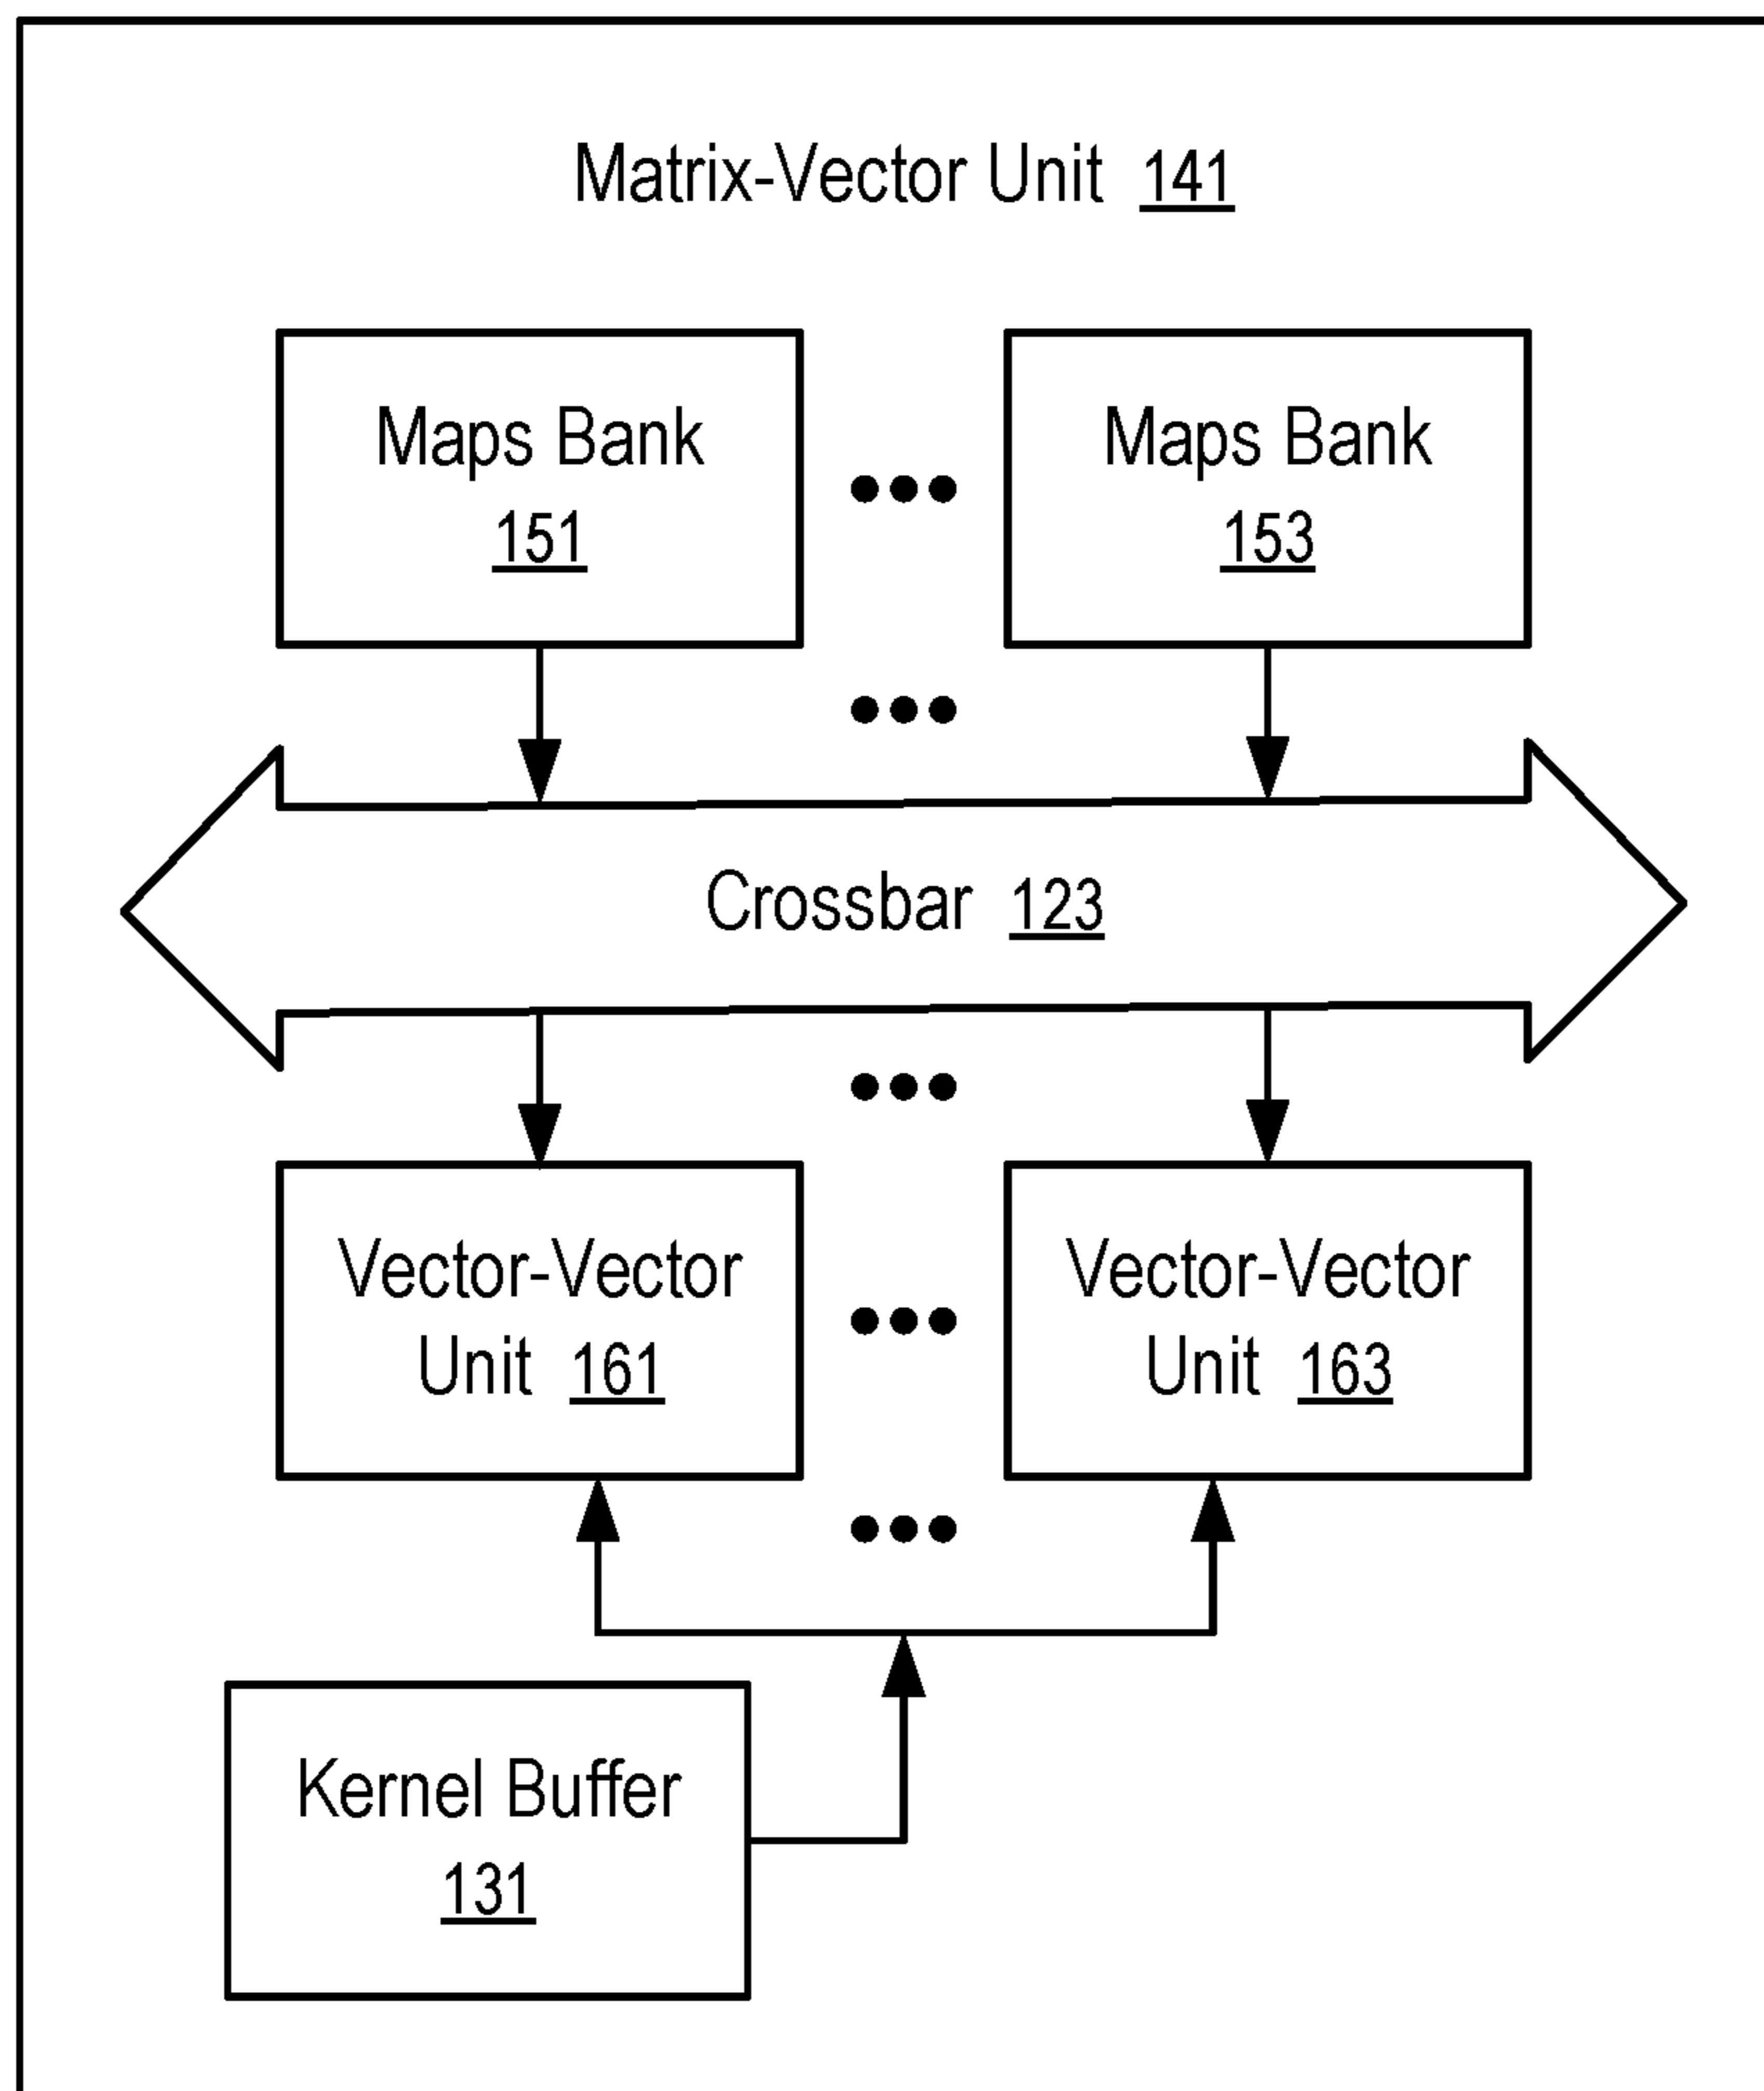 Matrix-Vector Unit 141
Maps Bank
151
Maps Bank
153
Crossbar 123
Vector-Vector
Unit 161
Vector-Vector
Unit 163
Kernel Buffer
131